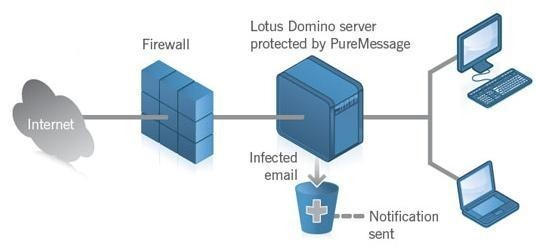 Internet
Firewall
Lotus Domino server
protected by PureMessage
Infected
email
Notification
sent